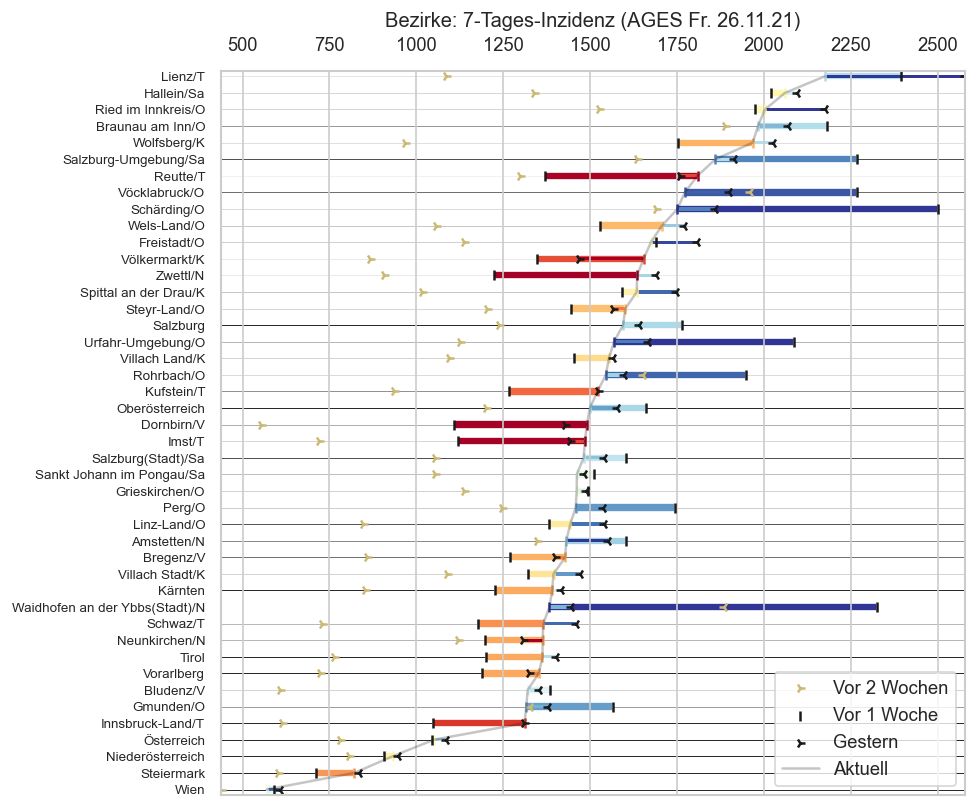 Bezirke: 7-Tages-Inzidenz (AGES Fr. 26.11.21)
500 750 1000 1250 1500 1750 2000 2250 2500
Lienz/T
Hallein/Sa
Ried im Innkreis/O
Braunau am Inn/O
Wolfsberg/K
Salzburg-Umgebung/Sa
Reutte/T
Vöcklabruck/O
Schärding/O
Wels-Land/O
Freistadt/O
Völkermarkt/K
Zwettl/N
Spittal an der Drau/K
Steyr-Land/O
Salzburg
Urfahr-Umgebung/O
Villach Land/K
Rohrbach/O
Kufstein/T
Oberösterreich
Dornbirn/V
Imst/T
Salzburg(Stadt)/Sa
Sankt Johann im Pongau/Sa
Grieskirchen/O
Perg/O
Linz-Land/O
Amstetten/N
Bregenz/V
Villach Stadt/K
Kärnten
Waidhofen an der Ybbs(Stadt)/N
Schwaz/T
Neunkirchen/N
Tirol
Vorarlberg
Bludenz/V
Gmunden/O
Innsbruck-Land/T
Österreich
Niederösterreich
Steiermark
Wien
Vor 2 Wochen
Vor 1 Woche
Gestern
Aktuell